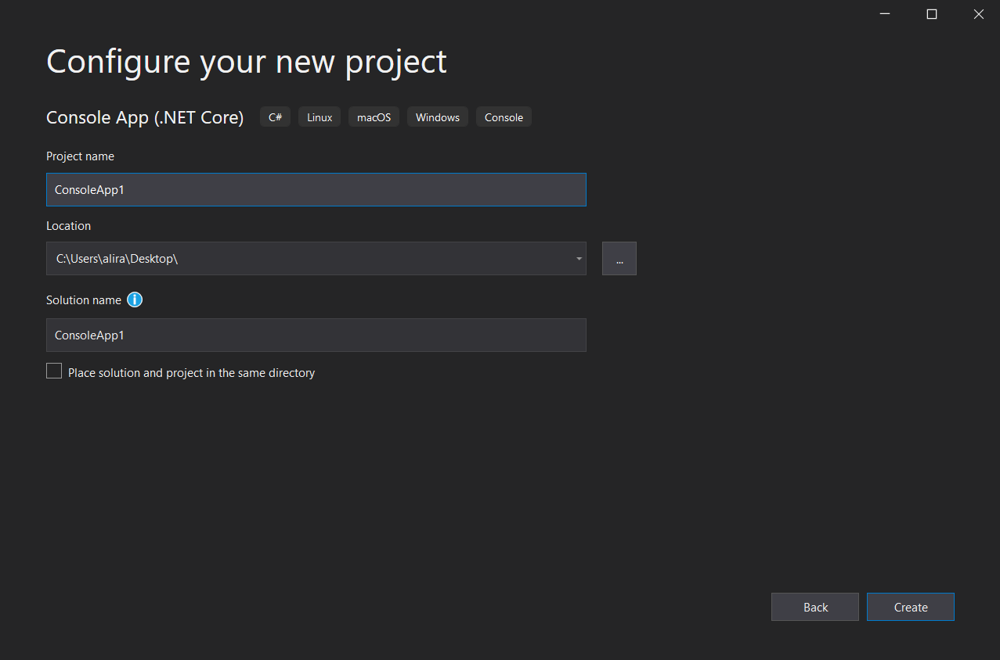 Configure your new project
Console App (.NET Core) C# Linux macOS Windows Console
Project name
ConsoleApp1
Location
C:\Users\alira\Desktop\
...
Solution name
ConsoleApp1
Place solution and project in the same directory
Back Create